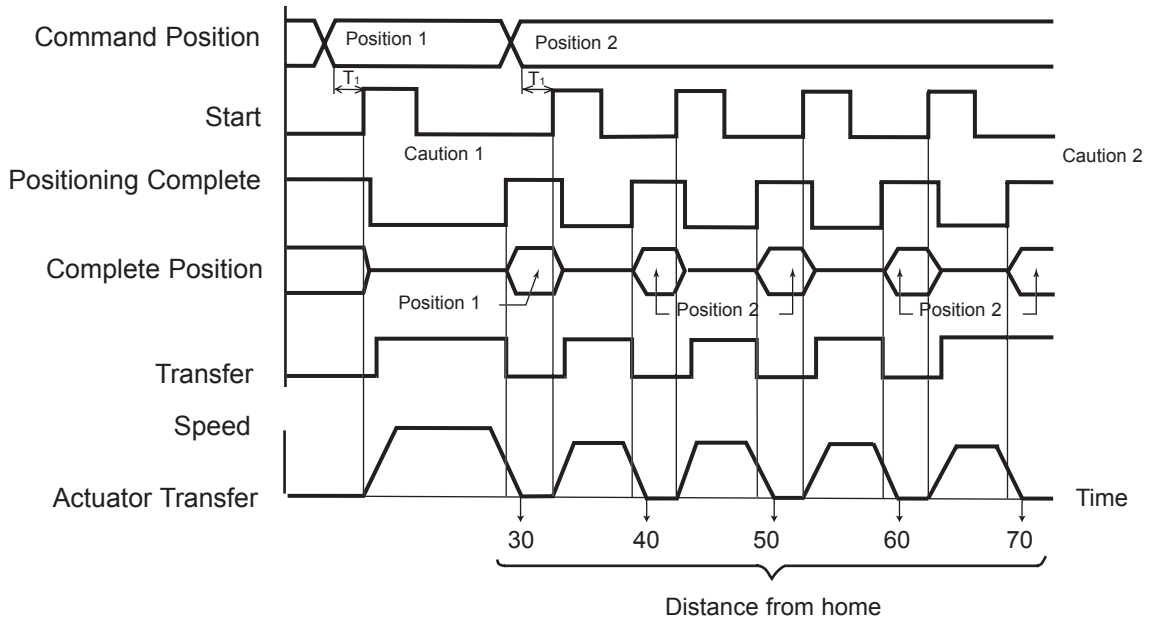 Command Position
Position 1
Position 2
T1
T1
Start
Caution 1
Caution 2
Positioning Complete
Complete Position
Position 1
Position 2
Position 2
Transfer
Speed
Actuator Transfer
Time
30
40
50
60
70
Distance from home